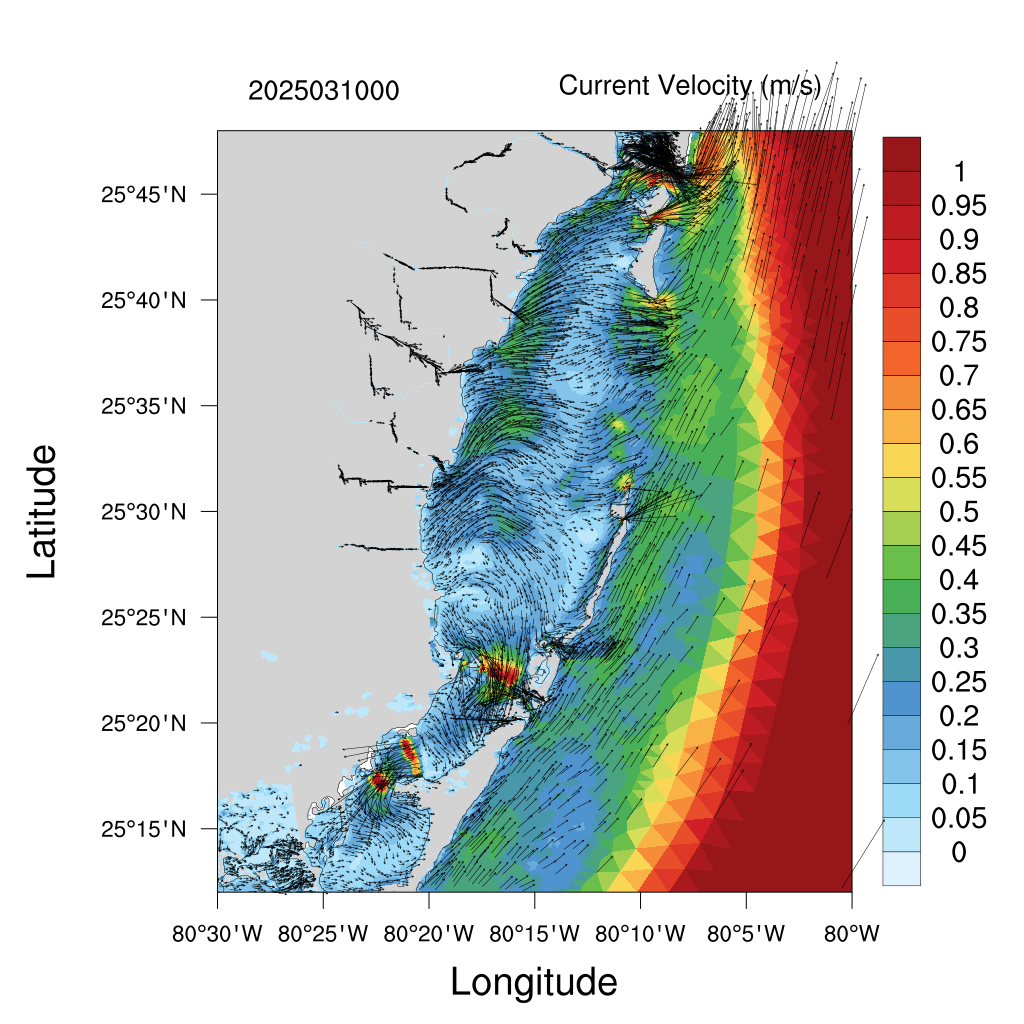 2025031000
Current Velocity (m/s)
25°45'N
25°40'N
25°35'N
25°30'N
25°25'N
25°20'N
25°15'N
Latitude
80°30'W 80°25'W 80°20'W 80°15'W 80°10'W 80°5'W 80°W
Longitude
1
0.95
0.9
0.85
0.8
0.75
0.7
0.65
0.6
0.55
0.5
0.45
0.4
0.35
0.3
0.25
0.2
0.15
0.1
0.05
0